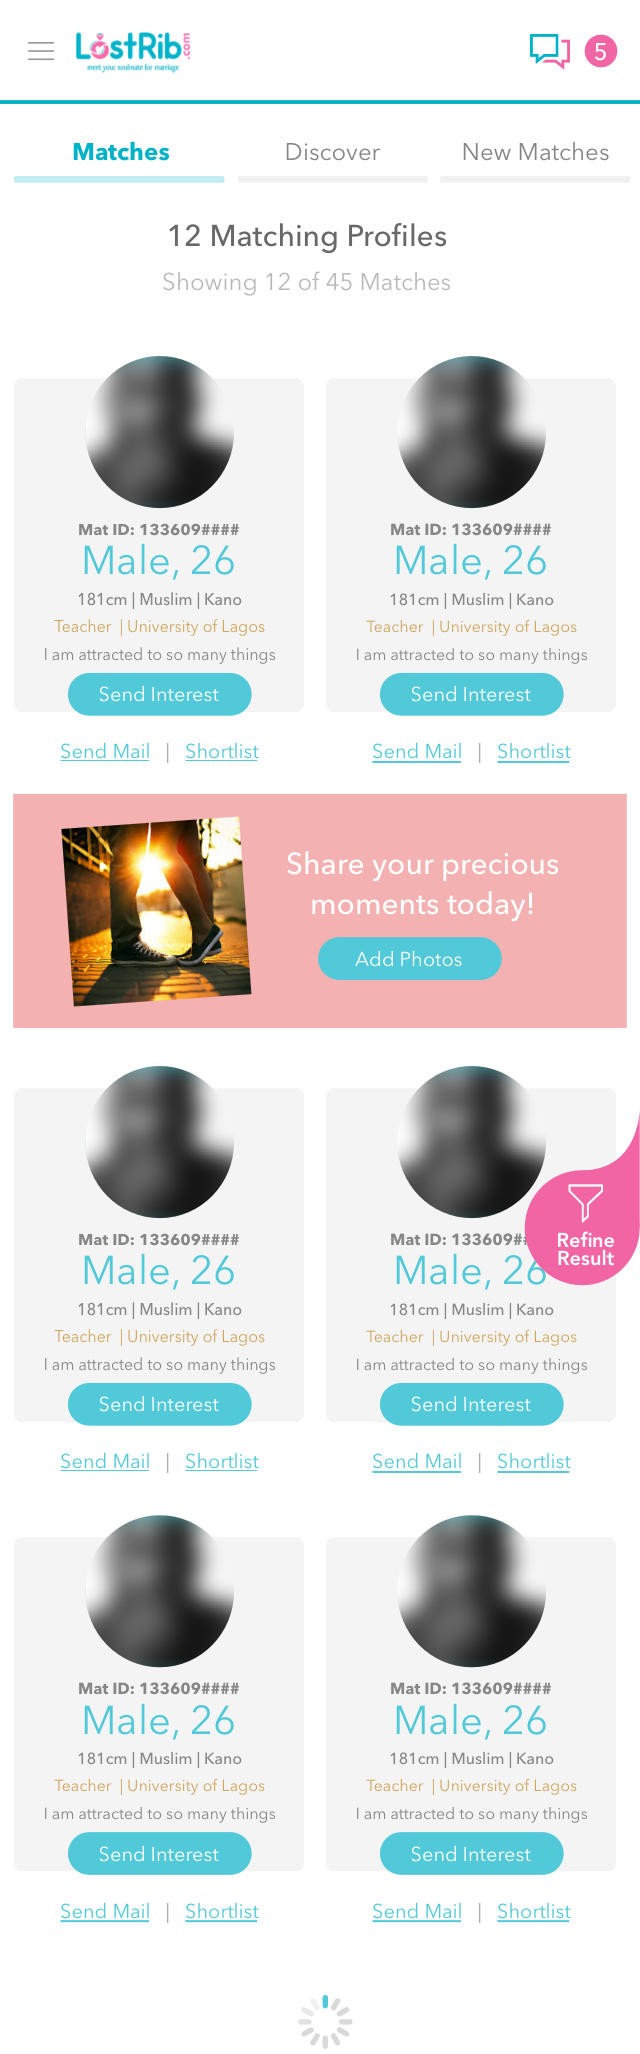 LostRib.com
meet your soulmate for marriage
5
Matches
Discover
New Matches
12 Matching Profiles
Showing 12 of 45 Matches
Mat ID: 133609####
Male, 26
181cm | Muslim | Kano
Teacher | University of Lagos
I am attracted to so many things
Send Interest
Send Mail | Shortlist
Mat ID: 133609####
Male, 26
181cm | Muslim | Kano
Teacher | University of Lagos
I am attracted to so many things
Send Interest
Send Mail | Shortlist
Share your precious
moments today!
Add Photos
Mat ID: 133609####
Male, 26
181cm | Muslim | Kano
Teacher | University of Lagos
I am attracted to so many things
Send Interest
Send Mail | Shortlist
Mat ID: 133609##
Male, 26
181cm | Muslim | Kano
Teacher | University of Lagos
I am attracted to so many things
Send Interest
Send Mail | Shortlist
Refine
Result
Mat ID: 133609####
Male, 26
181cm | Muslim | Kano
Teacher | University of Lagos
I am attracted to so many things
Send Interest
Send Mail | Shortlist
Mat ID: 133609####
Male, 26
181cm | Muslim | Kano
Teacher | University of Lagos
I am attracted to so many things
Send Interest
Send Mail | Shortlist